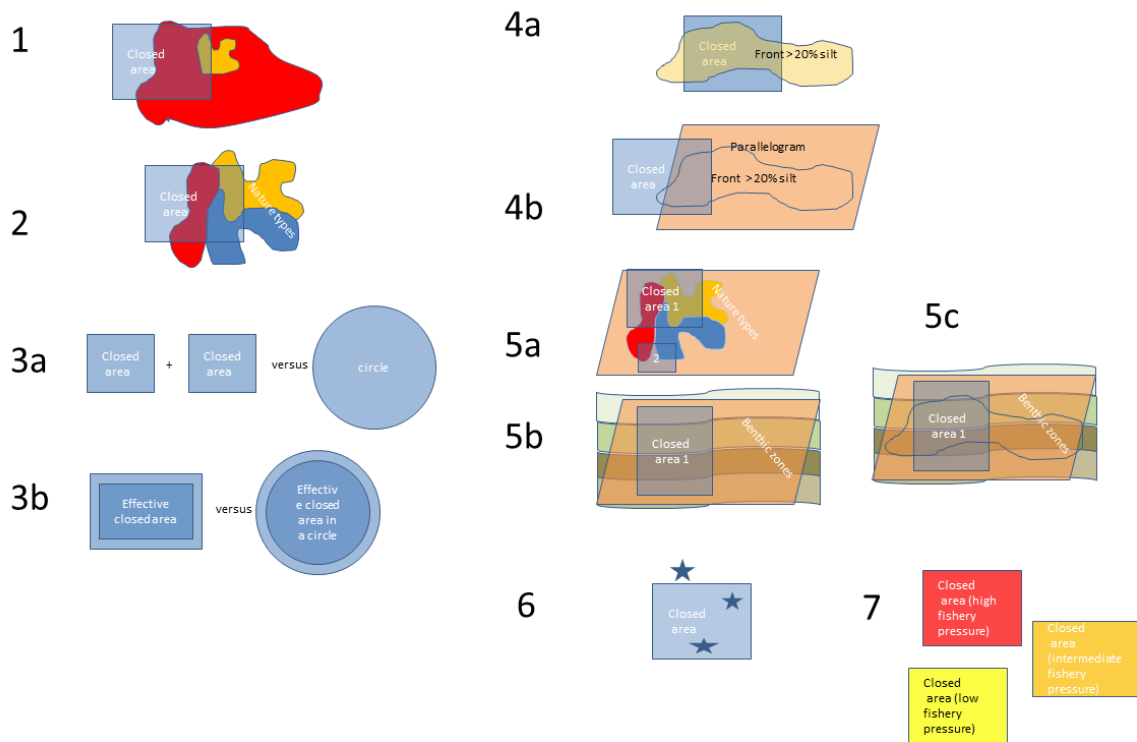 1
Closed
area
2
Closed
area
Nature types
3a
Closed
area
+
Closed
area
versus
circle
3b
Effective
closed area
versus
Effectiv
e closed
area in
a circle
4a
Closed
area
Front > 20% silt
4b
Parallelogram
Closed
area
Front > 20% silt
5a
Closed
area 1
Nature types
2
5b
Closed
area 1
Benthic zones
5c
Closed
area 1
Benthic zones
6
Closed
area
7
Closed
area (high
fishery
pressure)
Closed
area
(intermediate
fishery
pressure)
Closed
area (low
fishery
pressure)